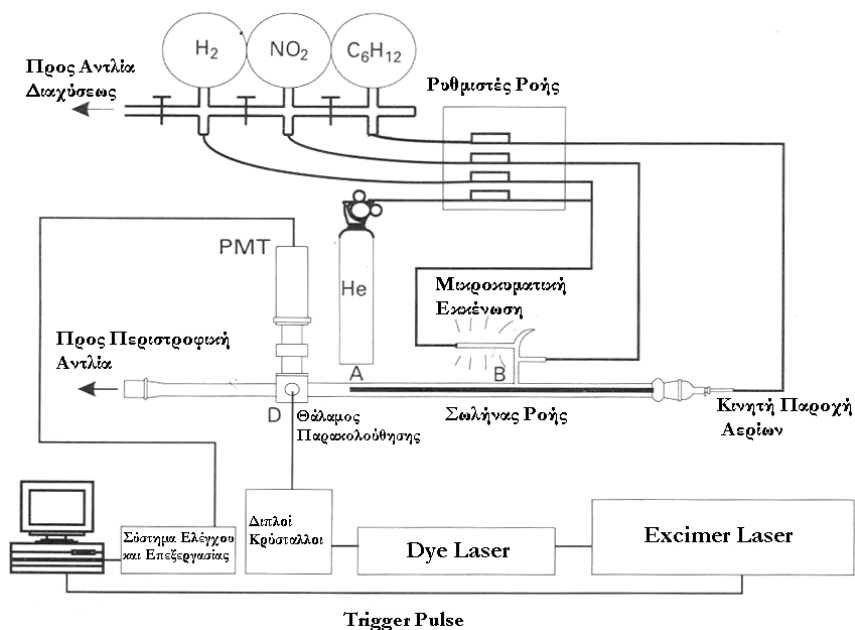 H2
NO2
C6H12
Προς Αντλία
Διαχύσεως
Ρυθμιστές Ροής
PMT
He
Μικροκυματική
Εκκένωση
Προς Περιστροφική
Αντλία
A
B
D
Θάλαμος
Παρακολούθησης
Σωλήνας Ροής
Κινητή Παροχή
Αερίων
Σύστημα Ελέγχου
και Επεξεργασίας
Διπλοί
Κρύσταλλοι
Dye Laser
Excimer Laser
Trigger Pulse